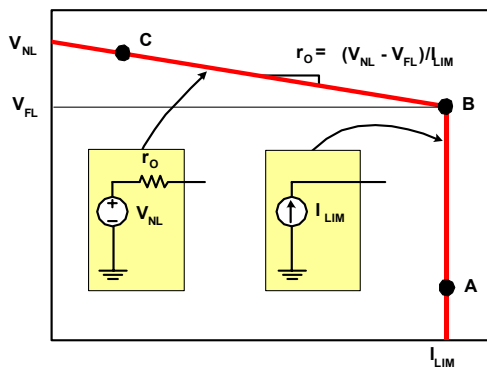 V_NL
C
r_O = (V_NL - V_FL)/I_LIM
V_FL
B
r_O
+
−
V_NL
I_LIM
A
I_LIM